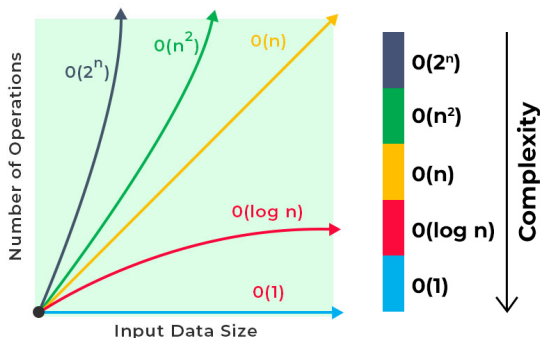 Number of Operations
0(2ⁿ)
0(n²)
0(n)
0(log n)
0(1)
Input Data Size
0(2ⁿ)
0(n²)
0(n)
0(log n)
0(1)
Complexity